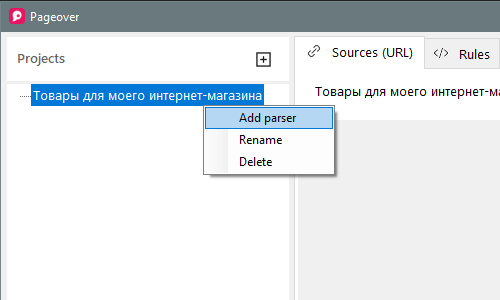 Pageover
Projects
Sources (URL)
Rules
Товары для моего интернет-магазина
Товары для моего интернет-ма
Add parser
Rename
Delete